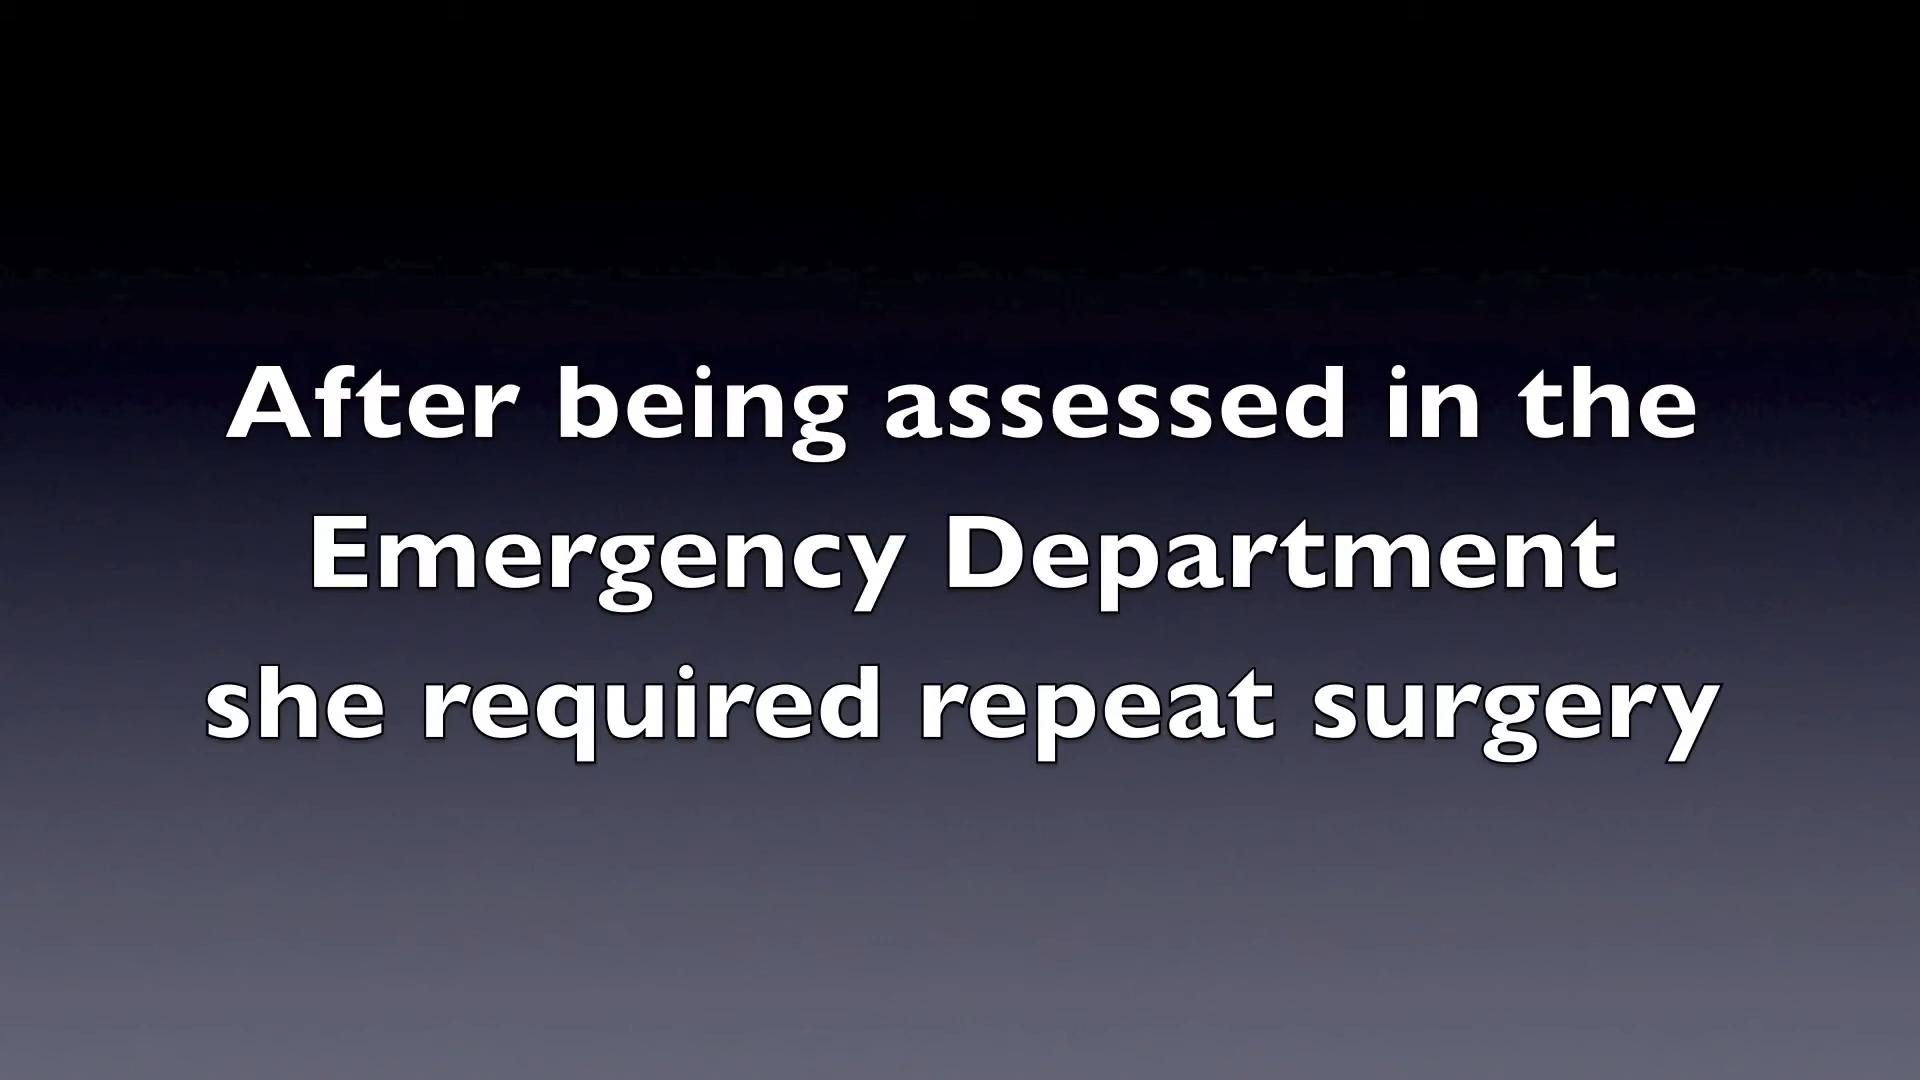 After being assessed in the
Emergency Department
she required repeat surgery